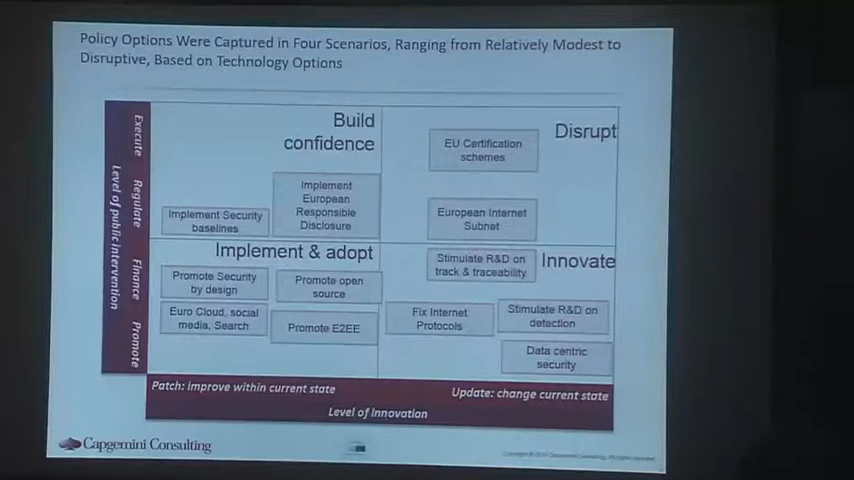 Policy Options Were Captured in Four Scenarios, Ranging from Relatively Modest to
Disruptive, Based on Technology Options
Execute
Regulate
Finance
Promote
Level of public intervention
Build
confidence
Implement
European
Responsible
Disclosure
Implement Security
baselines
Disrupt
EU Certification
schemes
European Internet
Subnet
Implement & adopt
Promote Security
by design
Promote open
source
Euro Cloud, social
media, Search
Promote E2EE
Innovate
Stimulate R&D on
track & traceability
Fix Internet
Protocols
Stimulate R&D on
detection
Data centric
security
Patch: improve within current state
Update: change current state
Level of Innovation
Capgemini Consulting